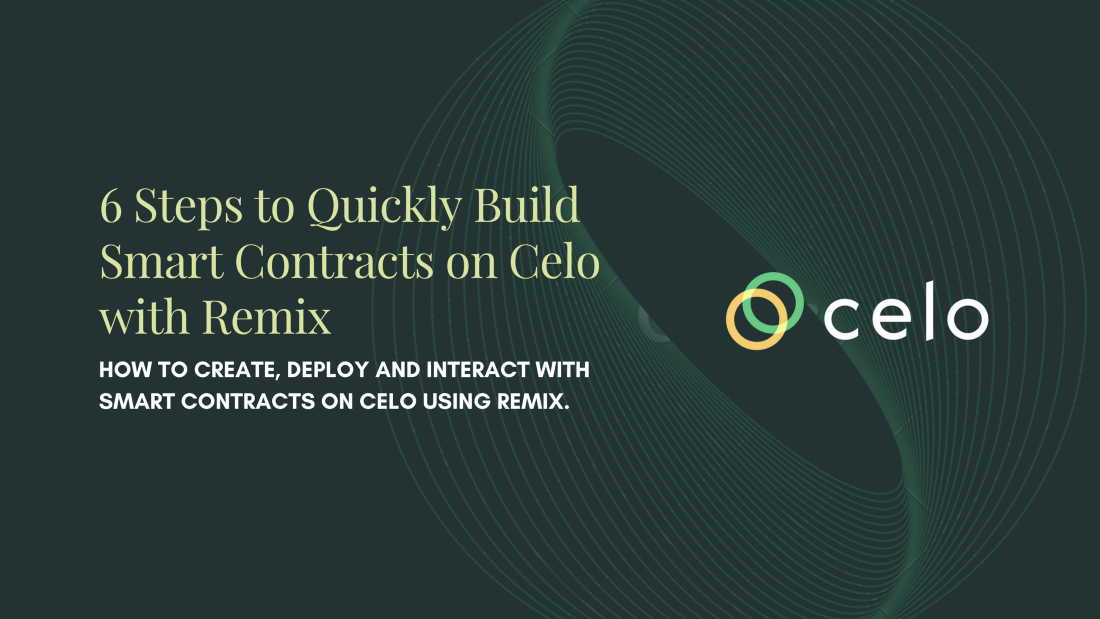 6 Steps to Quickly Build
Smart Contracts on Celo
with Remix
HOW TO CREATE, DEPLOY AND INTERACT WITH
SMART CONTRACTS ON CELO USING REMIX.
celo